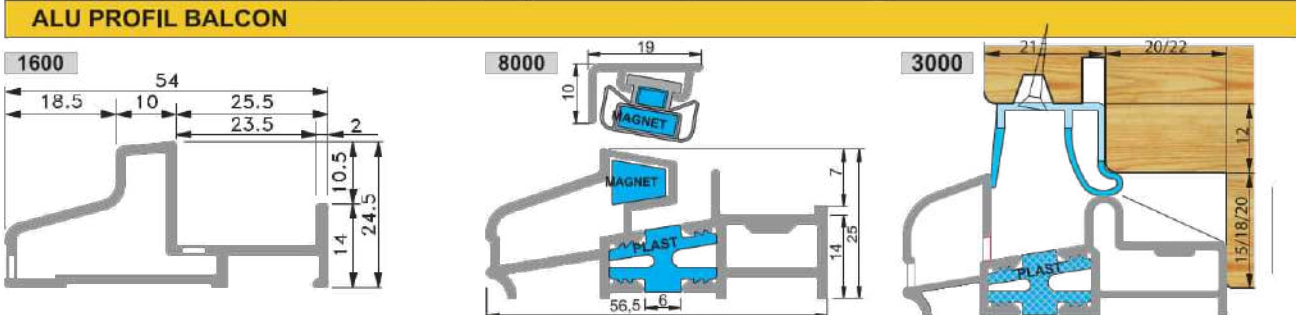 ALU PROFIL BALCON
1600
54
18.5 10 25.5
23.5 2
10.5
24.5
14
8000
19
10
MAGNET
MAGNET
7
PLAST
14
25
56,5 6
3000
21 20/22
12
15/18/20
PLAST